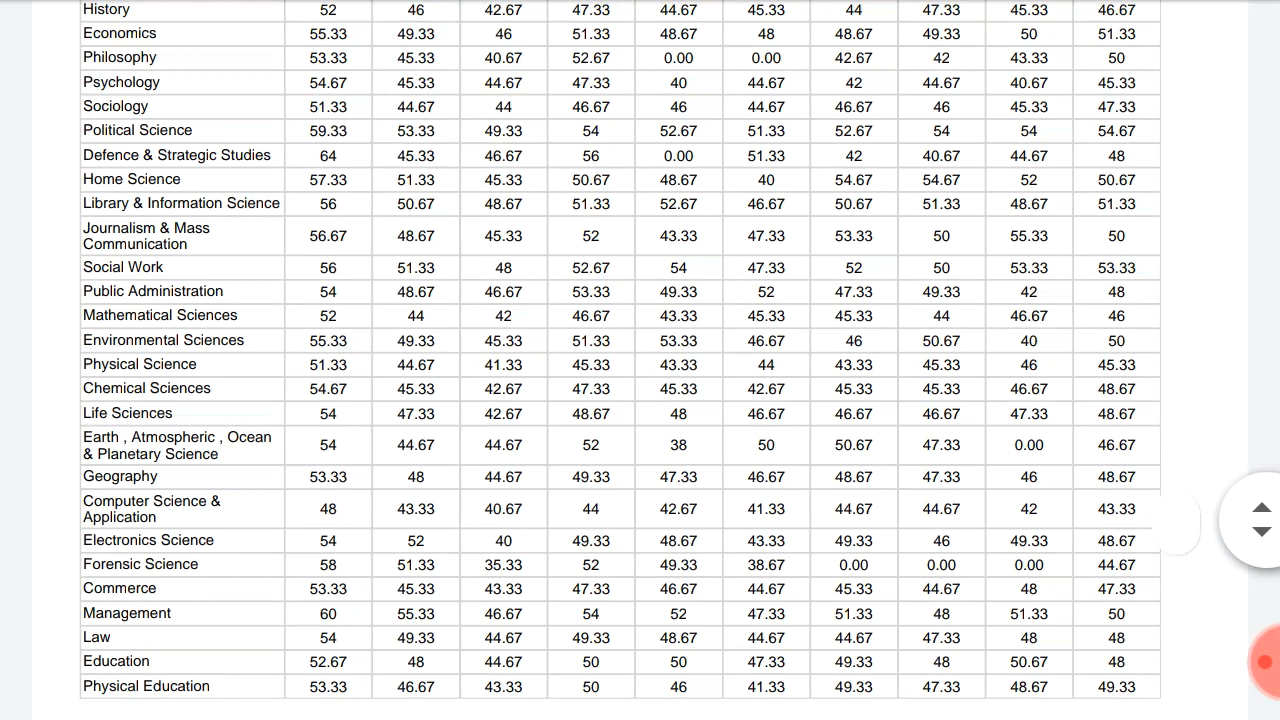 History 52 46 42.67 47.33 44.67 45.33 44 47.33 45.33 46.67
Economics 55.33 49.33 46 51.33 48.67 48 48.67 49.33 50 51.33
Philosophy 53.33 45.33 40.67 52.67 0.00 0.00 42.67 42 43.33 50
Psychology 54.67 45.33 44.67 47.33 40 44.67 42 44.67 40.67 45.33
Sociology 51.33 44.67 44 46.67 46 44.67 46.67 46 45.33 47.33
Political Science 59.33 53.33 49.33 54 52.67 51.33 52.67 54 54 54.67
Defence & Strategic Studies 64 45.33 46.67 56 0.00 51.33 42 40.67 44.67 48
Home Science 57.33 51.33 45.33 50.67 48.67 40 54.67 54.67 52 50.67
Library & Information Science 56 50.67 48.67 51.33 52.67 46.67 50.67 51.33 48.67 51.33
Journalism & Mass
Communication 56.67 48.67 45.33 52 43.33 47.33 53.33 50 55.33 50
Social Work 56 51.33 48 52.67 54 47.33 52 50 53.33 53.33
Public Administration 54 48.67 46.67 53.33 49.33 52 47.33 49.33 42 48
Mathematical Sciences 52 44 42 46.67 43.33 45.33 45.33 44 46.67 46
Environmental Sciences 55.33 49.33 45.33 51.33 53.33 46.67 46 50.67 40 50
Physical Science 51.33 44.67 41.33 45.33 43.33 44 43.33 45.33 46 45.33
Chemical Sciences 54.67 45.33 42.67 47.33 45.33 42.67 45.33 45.33 46.67 48.67
Life Sciences 54 47.33 42.67 48.67 48 46.67 46.67 46.67 47.33 48.67
Earth , Atmospheric , Ocean
& Planetary Science 54 44.67 44.67 52 38 50 50.67 47.33 0.00 46.67
Geography 53.33 48 44.67 49.33 47.33 46.67 48.67 47.33 46 48.67
Computer Science &
Application 48 43.33 40.67 44 42.67 41.33 44.67 44.67 42 43.33
Electronics Science 54 52 40 49.33 48.67 43.33 49.33 46 49.33 48.67
Forensic Science 58 51.33 35.33 52 49.33 38.67 0.00 0.00 0.00 44.67
Commerce 53.33 45.33 43.33 47.33 46.67 44.67 45.33 44.67 48 47.33
Management 60 55.33 46.67 54 52 47.33 51.33 48 51.33 50
Law 54 49.33 44.67 49.33 48.67 44.67 44.67 47.33 48 48
Education 52.67 48 44.67 50 50 47.33 49.33 48 50.67 48
Physical Education 53.33 46.67 43.33 50 46 41.33 49.33 47.33 48.67 49.33